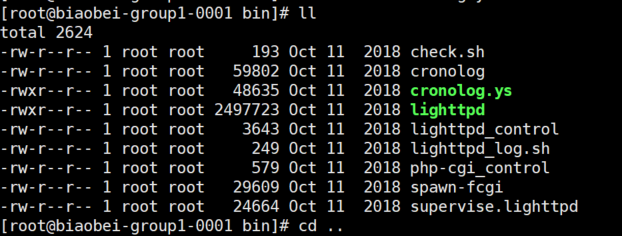 [root@biaobei-group1-0001 bin]# ll
total 2624
-rw-r--r-- 1 root root     193 Oct 11  2018 check.sh
-rw-r--r-- 1 root root   59802 Oct 11  2018 cronolog
-rwxr--r-- 1 root root   48635 Oct 11  2018 cronolog.ys
-rwxr--r-- 1 root root 2497723 Oct 11  2018 lighttpd
-rw-r--r-- 1 root root    3643 Oct 11  2018 lighttpd_control
-rw-r--r-- 1 root root     249 Oct 11  2018 lighttpd_log.sh
-rw-r--r-- 1 root root     579 Oct 11  2018 php-cgi_control
-rw-r--r-- 1 root root   29609 Oct 11  2018 spawn-fcgi
-rw-r--r-- 1 root root   24664 Oct 11  2018 supervise.lighttpd
[root@biaobei-group1-0001 bin]# cd ..